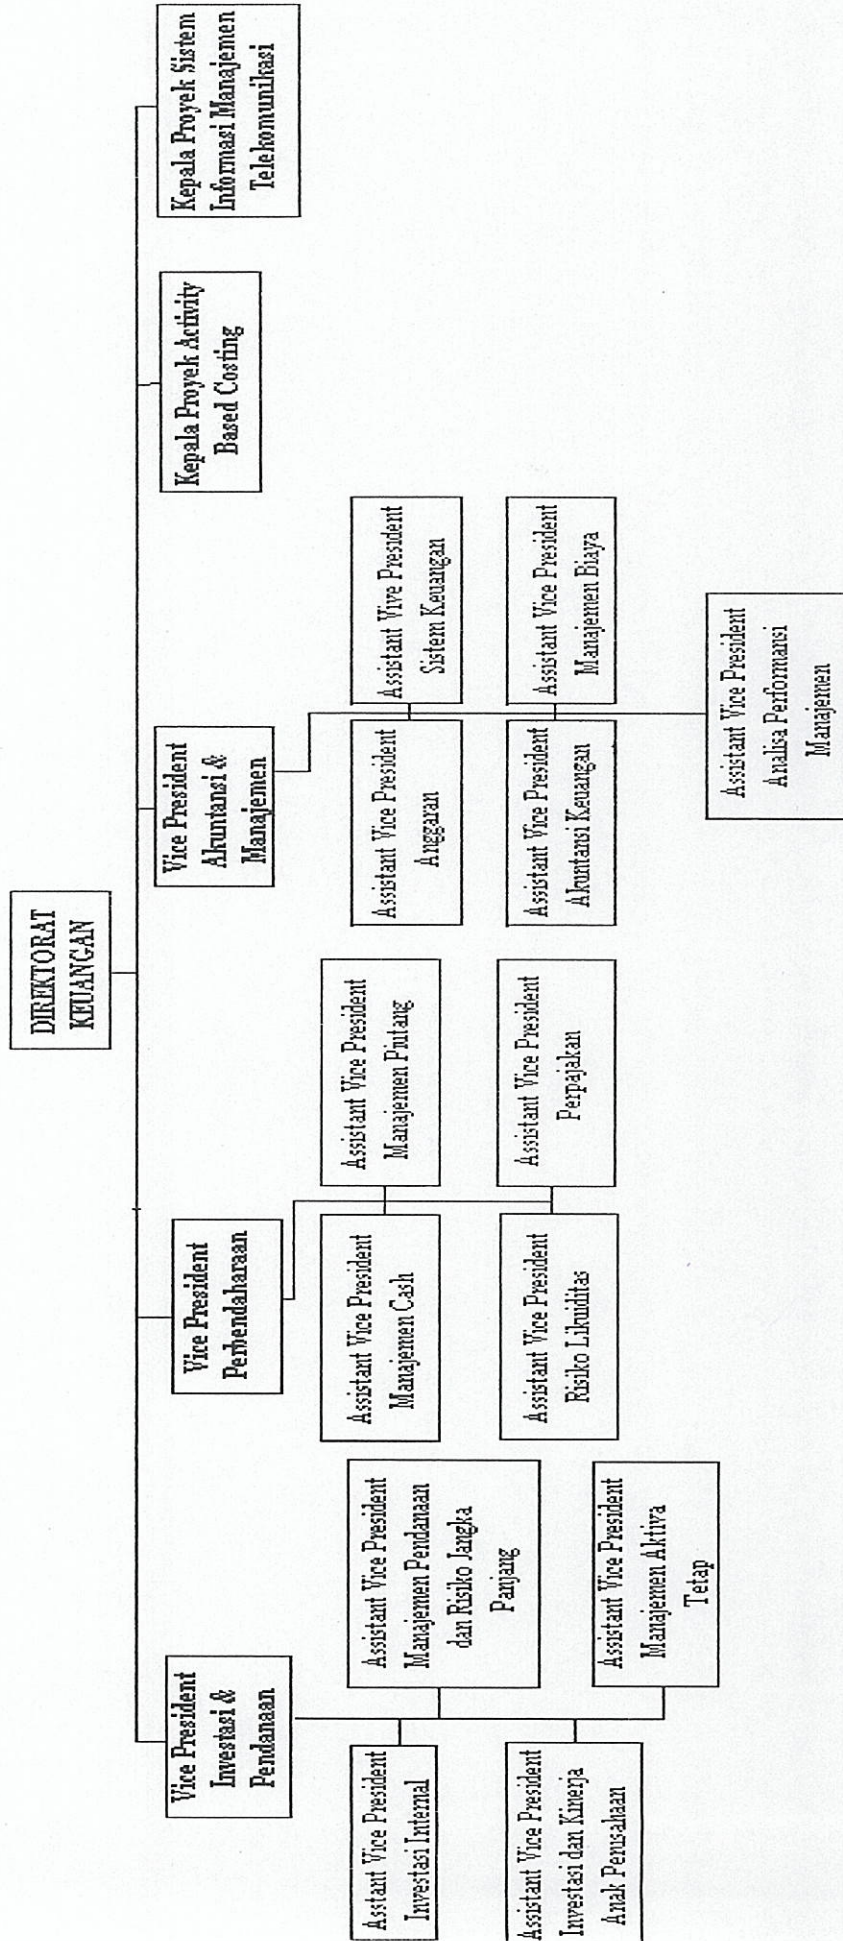 DIREKTORAT
KEUANGAN
Vice President
Investasi &
Pendanaan
Vice President
Perbendaharaan
Vice President
Akuntansi &
Manajemen
Kepala Proyek Activity
Based Costing
Kepala Proyek Sistem
Informasi Manajemen
Telekomunikasi
Asstant Vice President
Investasi Internal
Assistant Vice President
Manajemen Pendanaan
dan Risiko Jangka
Panjang
Assistant Vice President
Investasi dan Kinerja
Anak Perusahaan
Assistant Vice President
Manajemen Aktiva
Tetap
Assistant Vice President
Manajemen Cash
Assistant Vice President
Manajemen Piutang
Assistant Vice President
Risiko Likuiditas
Assistant Vice President
Perpajakan
Assistant Vice President
Anggaran
Assistant Vive President
Sistem Keuangan
Assistant Vice President
Akuntansi Keuangan
Assistant Vice President
Manajemen Biaya
Assistant Vice President
Analisa Performansi
Manajemen